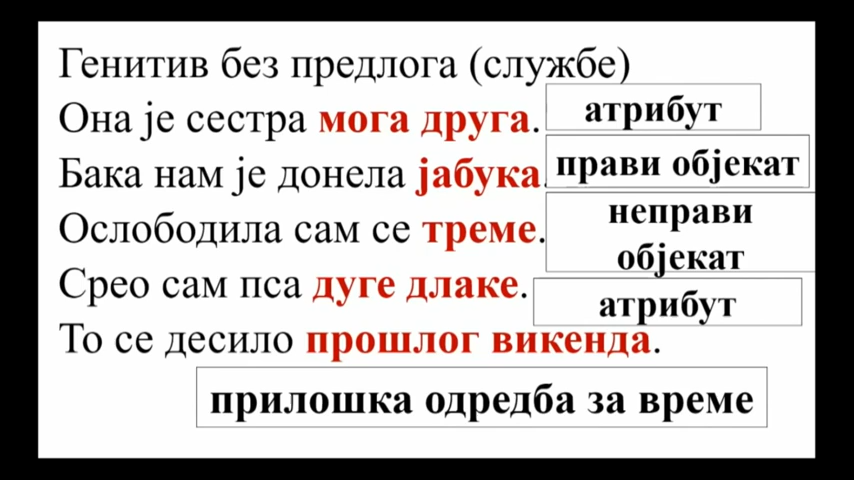 Генитив без предлога (службе)
Она је сестра мога друга. атрибут
Бака нам је донела јабука. прави објекат
Ослободила сам се треме. неправи
објекат
Срео сам пса дуге длаке. атрибут
То се десило прошлог викенда.
прилошка одредба за време